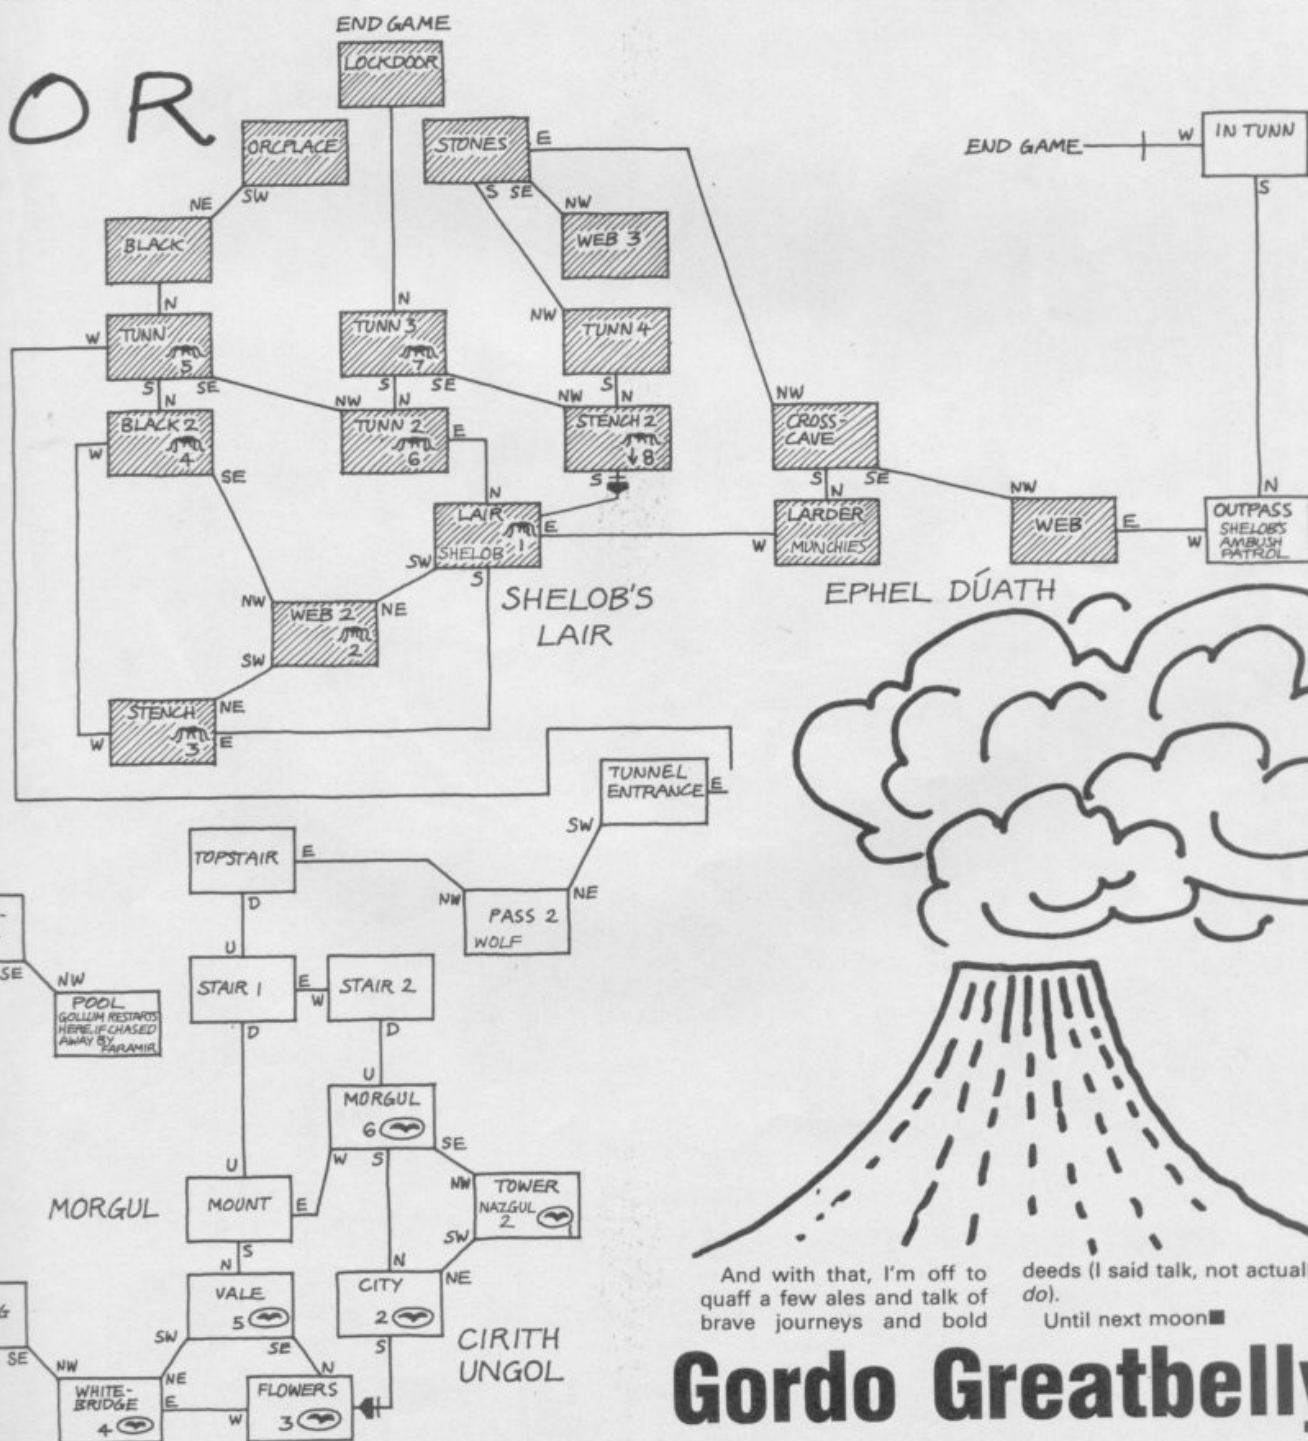 END GAME
LOCKDOOR
OR
ORCPLACE
STONES
E
IN TUNN
W
END GAME
S
SW
NE
S SE
NW
BLACK
WEB 3
N
N
W
TUNN
5
TUNN 3
7
NW
TUNN 4
S SE
N
NW
S SE
N
NW
S
N
NW
BLACK 2
4
W
SE
TUNN 2
6
E
STENCH 2
↓8
S
CROSS-
CAVE
S SE
N
NW
N
LAIR
SHELOB
1
E
SW
S
LARDER
MUNCHIES
W
WEB
E
N
OUTPASS
SHELOB'S
AMBUSH
PATROL
W
SHELOB'S
LAIR
EPHEL DÚATH
NW
WEB 2
2
NE
SW
STENCH
3
NE
E
W
TUNNEL
ENTRANCE
E
SW
TOPSTAIR
E
D
NW
PASS 2
WOLF
NE
SE
NW
POOL
GOLLUM RESTARTS
HERE, IF CHASED
AWAY BY
FARAMIR
U
STAIR 1
E
W
STAIR 2
D
D
U
MORGUL
6
SE
W
S
U
MORGUL
MOUNT
E
S
NW
TOWER
NAZGUL
2
SW
N
VALE
5
SW
SE
N
CITY
2
NE
S
CIRITH
UNGOL
G
SE
NW
WHITE-
BRIDGE
4
NE
E
W
N
FLOWERS
3
And with that, I'm off to
quaff a few ales and talk of
brave journeys and bold
deeds (I said talk, not actual
do).
Until next moon■
Gordo Greatbelly